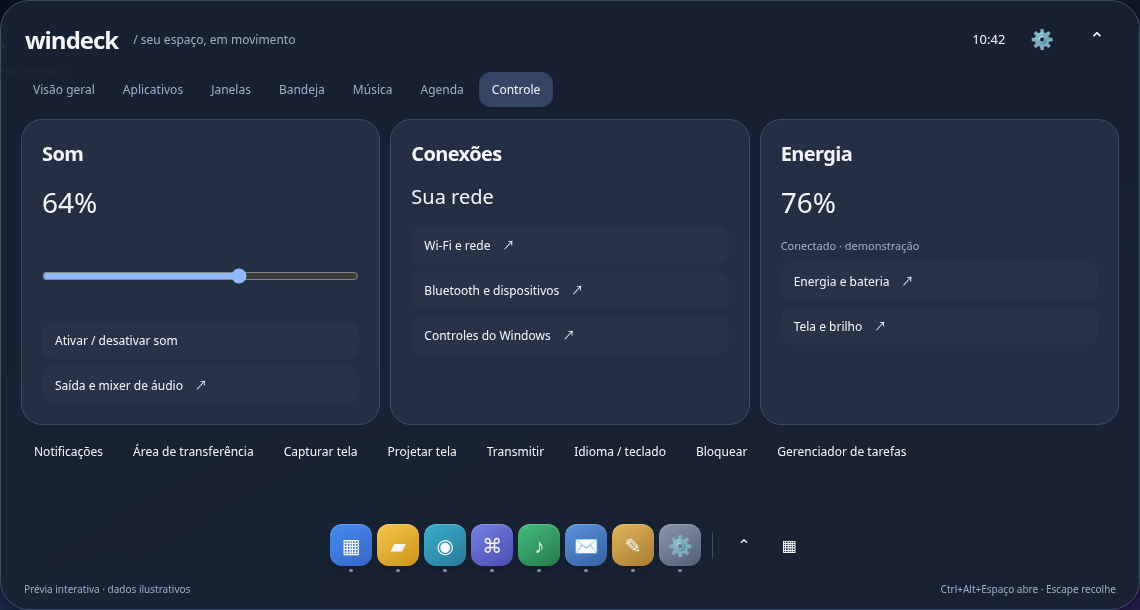 windeck / seu espaço, em movimento 10:42
Visão geral Aplicativos Janelas Bandeja Música Agenda Controle
Som
64%
Ativar / desativar som
Saída e mixer de áudio ↗
Conexões
Sua rede
Wi-Fi e rede ↗
Bluetooth e dispositivos ↗
Controles do Windows ↗
Energia
76%
Conectado · demonstração
Energia e bateria ↗
Tela e brilho ↗
Notificações Área de transferência Capturar tela Projetar tela Transmitir Idioma / teclado Bloquear Gerenciador de tarefas
Prévia interativa · dados ilustrativos
Ctrl+Alt+Espaço abre · Escape recolhe